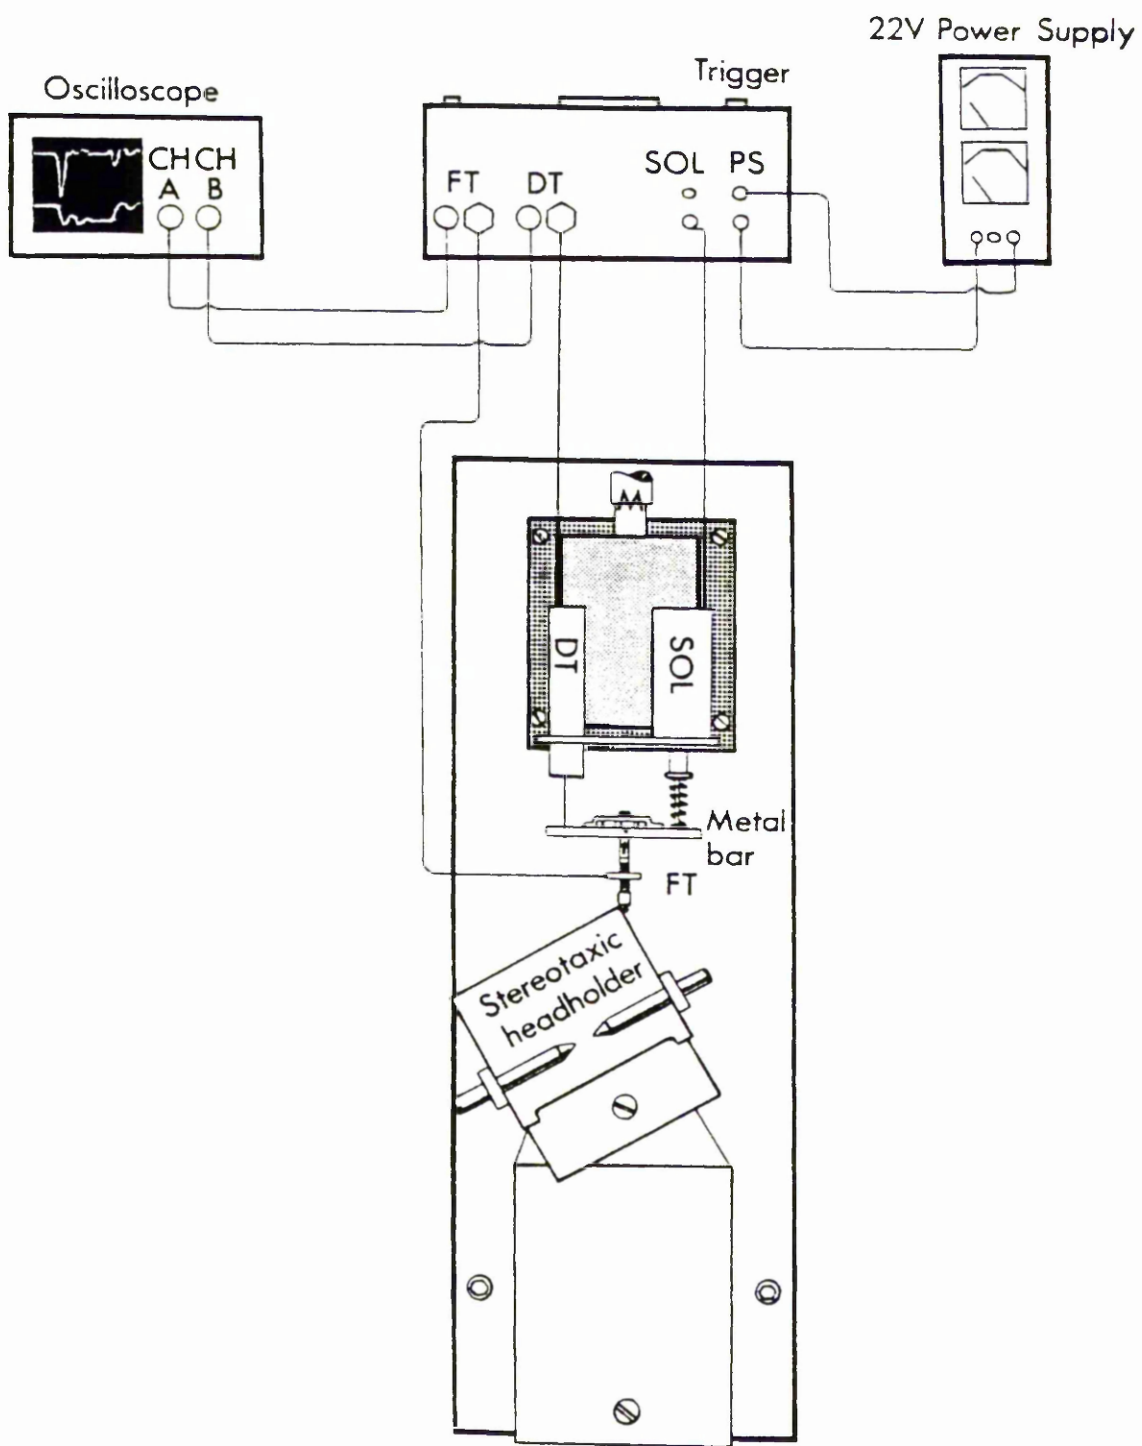 22V Power Supply
Trigger
Oscilloscope
CH CH
A B
FT DT
SOL PS
DT
SOL
Metal
bar
FT
Stereotaxic
headholder